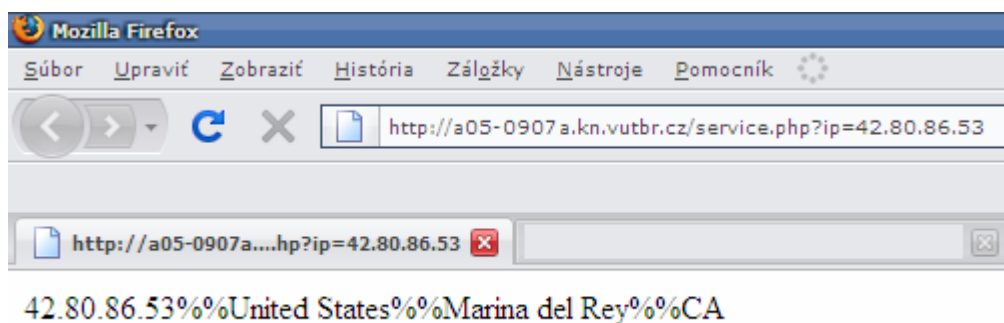 Mozilla Firefox
Súbor Upraviť Zobraziť História Záložky Nástroje Pomocník
http://a05-0907a.kn.vutbr.cz/service.php?ip=42.80.86.53
http://a05-0907a....hp?ip=42.80.86.53
42.80.86.53%%United States%%Marina del Rey%%CA